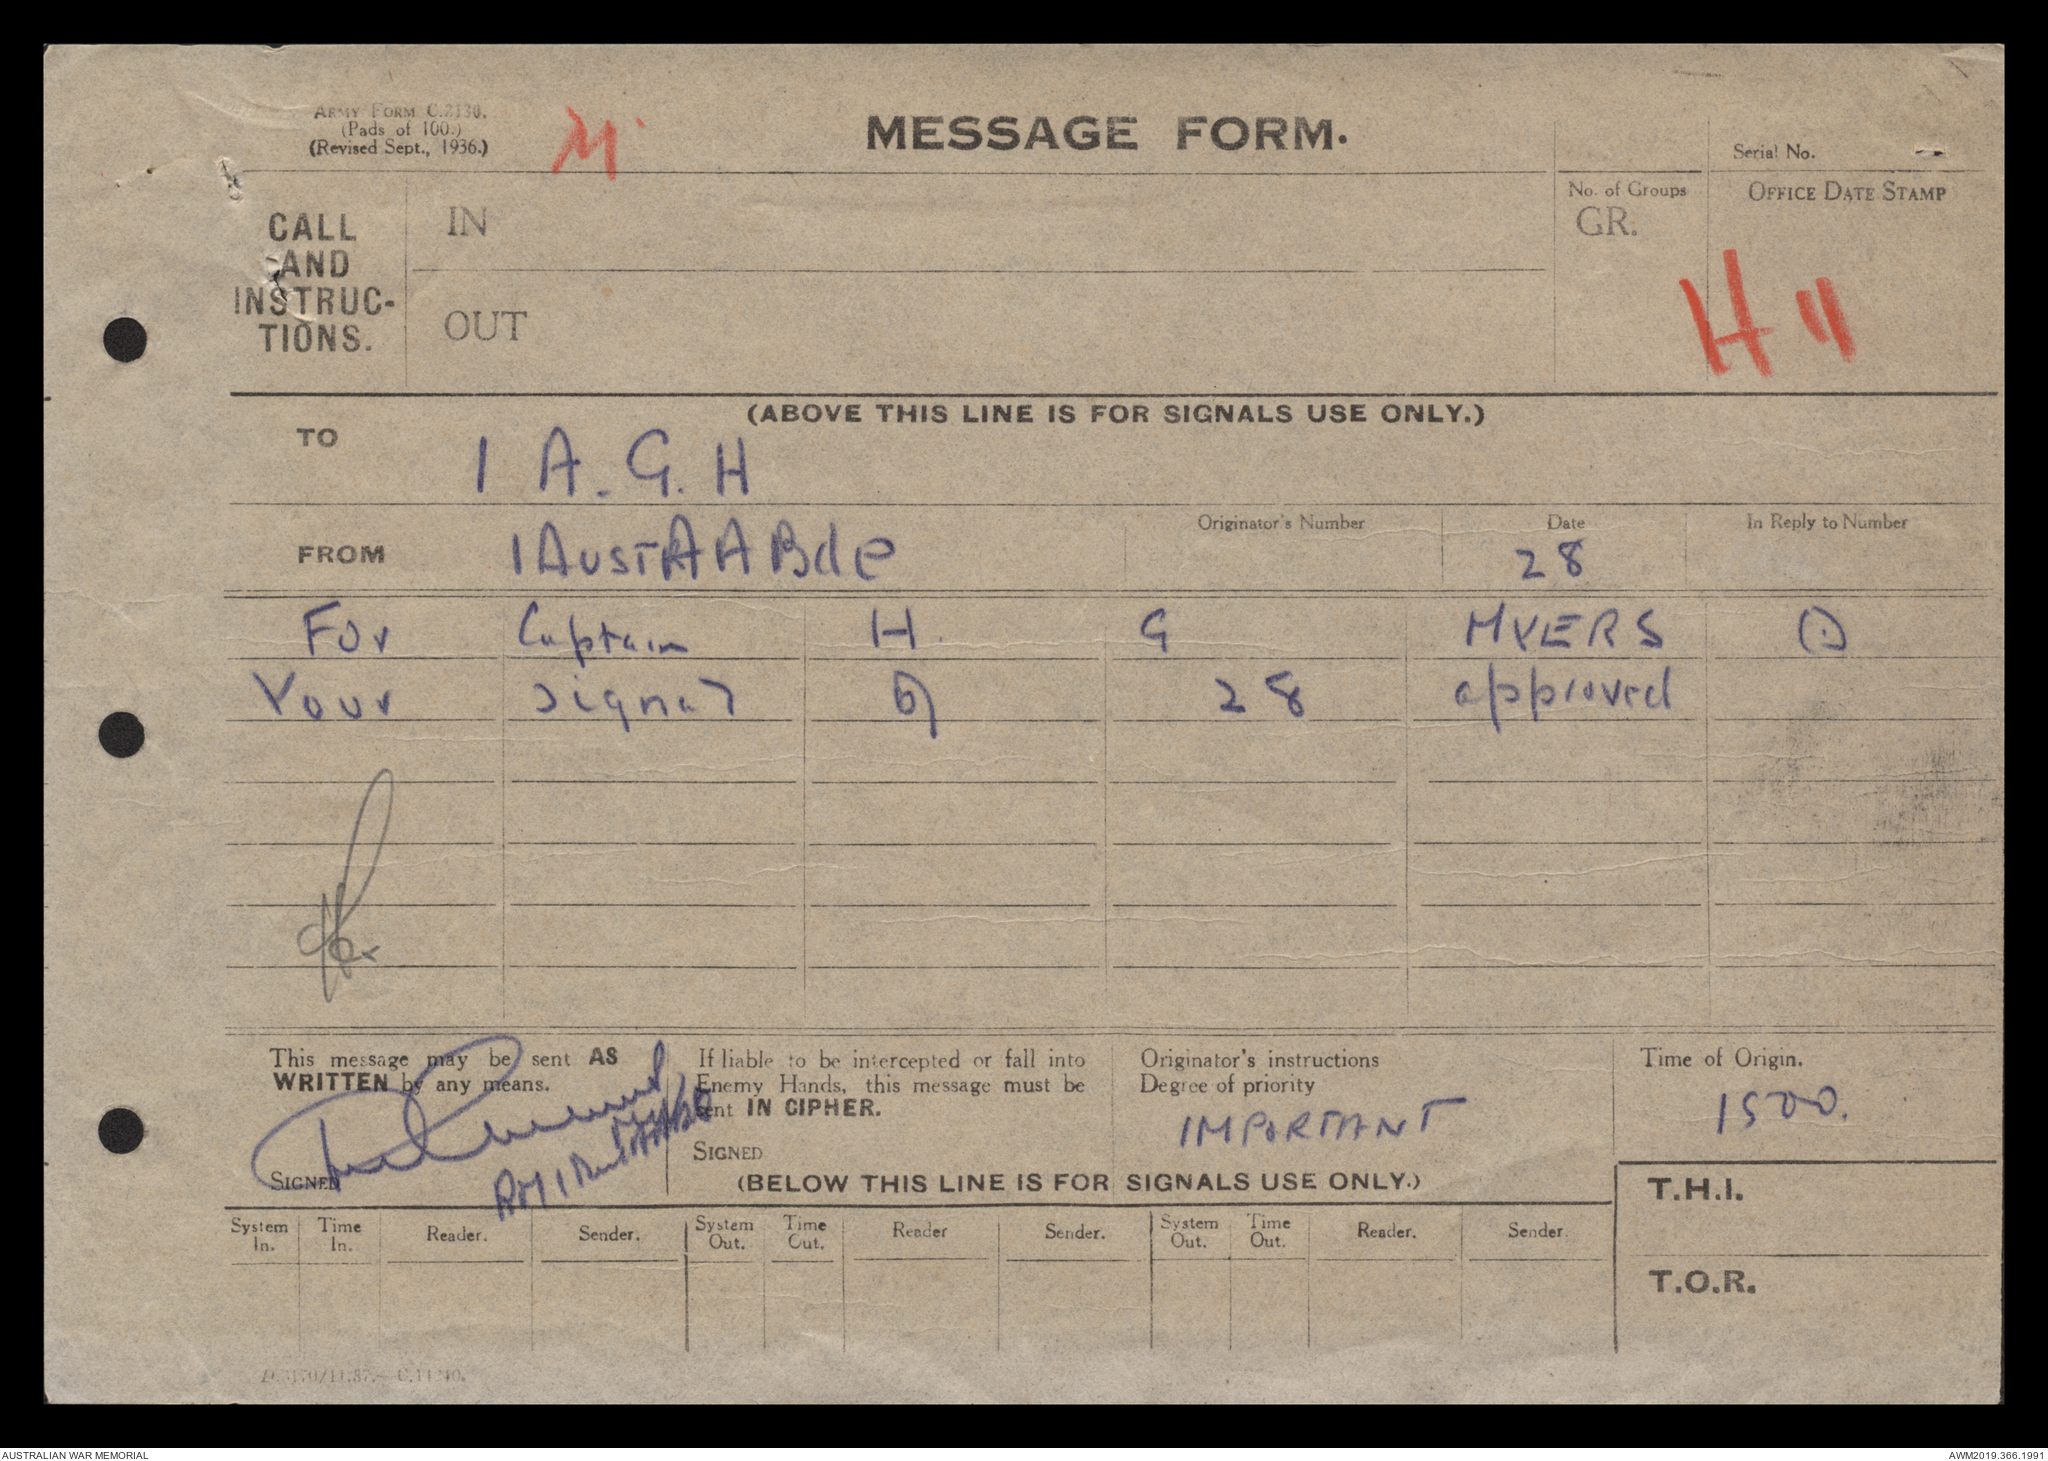 ARMY FORM C.2130.
(Pads of 100.)
(Revised Sept., 1936.)
M
MESSAGE FORM.
Serial No.
CALL AND INSTRUC-TIONS.
IN
OUT
No. of Groups
GR.
OFFICE DATE STAMP
H 11
(ABOVE THIS LINE IS FOR SIGNALS USE ONLY.)
TO 1 A.G.H
FROM 1 AUST A A Bde
Originator's Number
Date
28
In Reply to Number
For Captain H. G MYERS (.)
Your signal of 28 approved
This message may be sent AS
WRITTEN by any means.
SIGNED
If liable to be intercepted or fall into
Enemy Hands, this message must be
sent IN CIPHER.
SIGNED
Originator's instructions
Degree of priority
IMPORTANT
Time of Origin.
1500.
(BELOW THIS LINE IS FOR SIGNALS USE ONLY.)
T.H.I.
T.O.R.
System In. Time In. Reader. Sender. System Out. Time Out. Reader Sender. System Out. Time Out. Reader. Sender
AUSTRALIAN WAR MEMORIAL
AWM2019.366.1991